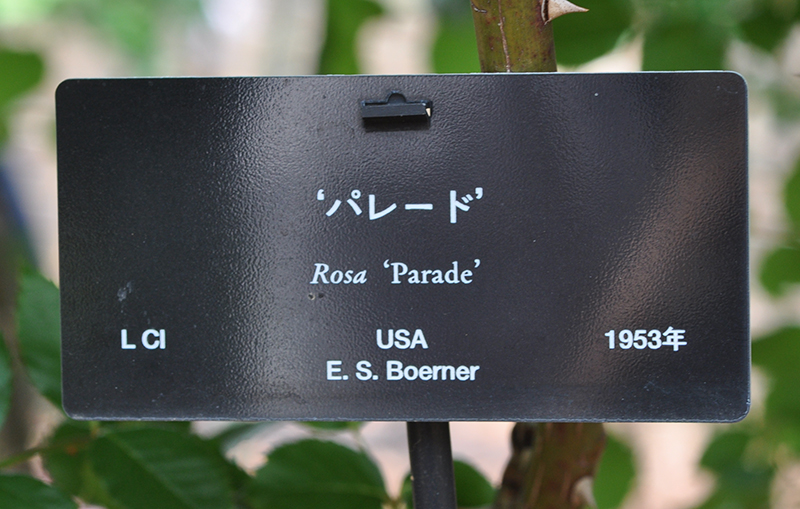 ‘パレード’
Rosa ‘Parade’
L Cl USA 1953年
E. S. Boerner